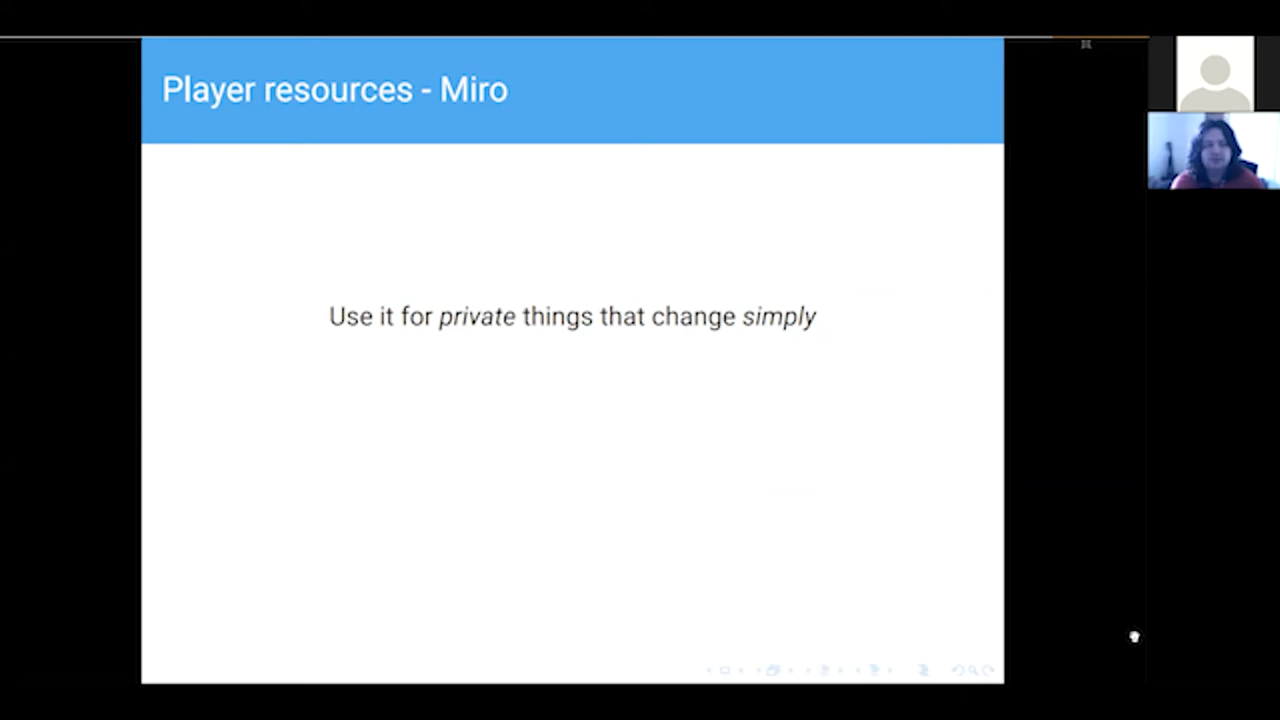 Player resources - Miro
Use it for private things that change simply